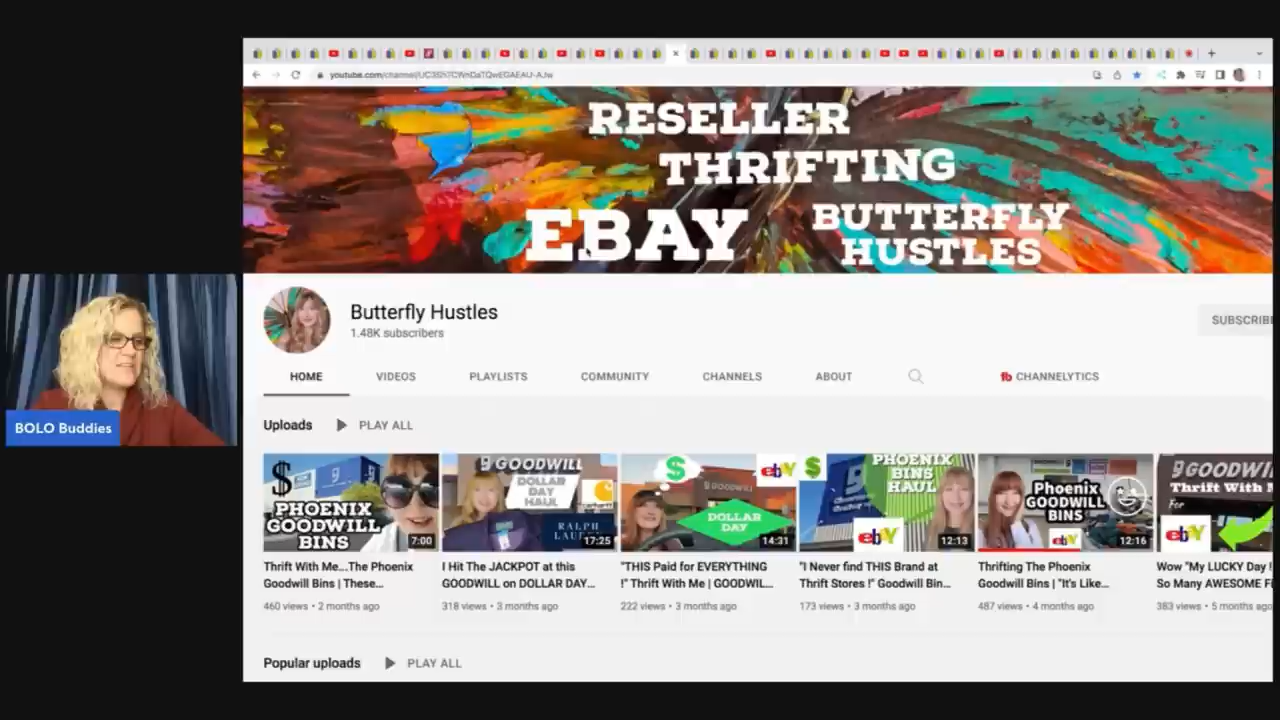 RESELLER
THRIFTING
EBAY
BUTTERFLY
HUSTLES
Butterfly Hustles
1.48K subscribers
SUBSCRIBE
HOME VIDEOS PLAYLISTS COMMUNITY CHANNELS ABOUT CHANNELYTICS
BOLO Buddies
Uploads PLAY ALL
$
PHOENIX
GOODWILL
BINS
7:00
GOODWILL
DOLLAR
DAY
HAUL
17:25
$
ebay
GOODWILL
DOLLAR
DAY
14:31
$
PHOENIX
BINS
HAUL
ebay
12:13
Phoenix
GOODWILL
BINS
ebay
12:16
Thrift With
For
ebay
Thrift With Me...The Phoenix
Goodwill Bins | These...
460 views • 2 months ago
I Hit The JACKPOT at this
GOODWILL on DOLLAR DAY...
318 views • 3 months ago
"THIS Paid for EVERYTHING
!" Thrift With Me | GOODWIL...
222 views • 3 months ago
"I Never find THIS Brand at
Thrift Stores !" Goodwill Bin...
173 views • 3 months ago
Thrifting The Phoenix
Goodwill Bins | "It's Like...
487 views • 4 months ago
Wow "My LUCKY Day !
So Many AWESOME F
383 views • 5 months ago
Popular uploads PLAY ALL